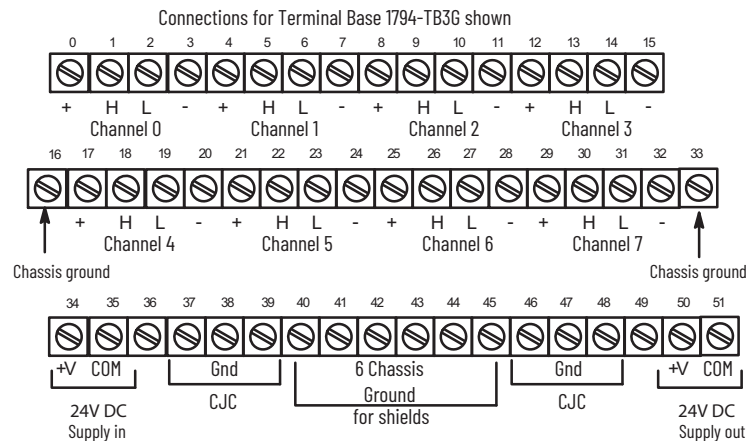 Connections for Terminal Base 1794-TB3G shown
0 1 2 3 4 5 6 7 8 9 10 11 12 13 14 15
+ H L - + H L - + H L - + H L -
Channel 0 Channel 1 Channel 2 Channel 3
16 17 18 19 20 21 22 23 24 25 26 27 28 29 30 31 32 33
+ H L - + H L - + H L - + H L -
Channel 4 Channel 5 Channel 6 Channel 7
Chassis ground Chassis ground
34 35 36 37 38 39 40 41 42 43 44 45 46 47 48 49 50 51
+V COM Gnd 6 Chassis Gnd +V COM
Ground
CJC for shields CJC
24V DC 24V DC
Supply in Supply out